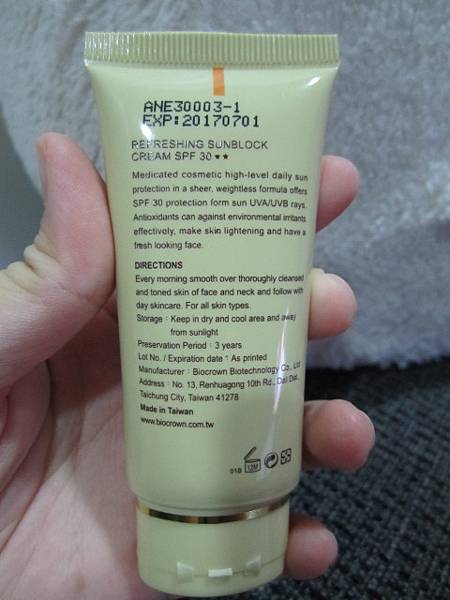 ANE30003-1
EXP:20170701
REFRESHING SUNBLOCK
CREAM SPF 30 ★★
Medicated cosmetic high-level daily sun
protection in a sheer, weightless formula offers
SPF 30 protection form sun UVA/UVB rays.
Antioxidants can against environmental irritants
effectively, make skin lightening and have a
fresh looking face.
DIRECTIONS
Every morning smooth over thoroughly cleansed
and toned skin of face and neck and follow with
day skincare. For all skin types.
Storage : Keep in dry and cool area and away
from sunlight
Preservation Period : 3 years
Lot No. / Expiration date : As printed
Manufacturer : Biocrown Biotechnology Co., Ltd
Address : No. 13, Renhuagong 10th Rd., Dali Dist.,
Taichung City, Taiwan 41278
Made in Taiwan
www.biocrown.com.tw
01B 12M